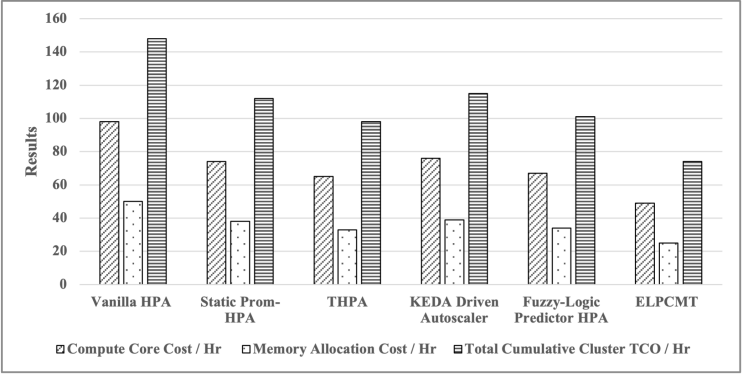 160
140
120
100
80
60
40
20
0
Results
Vanilla HPA
Static Prom-
HPA
THPA
KEDA Driven
Autoscaler
Fuzzy-Logic
Predictor HPA
ELPCMT
Compute Core Cost / Hr
Memory Allocation Cost / Hr
Total Cumulative Cluster TCO / Hr